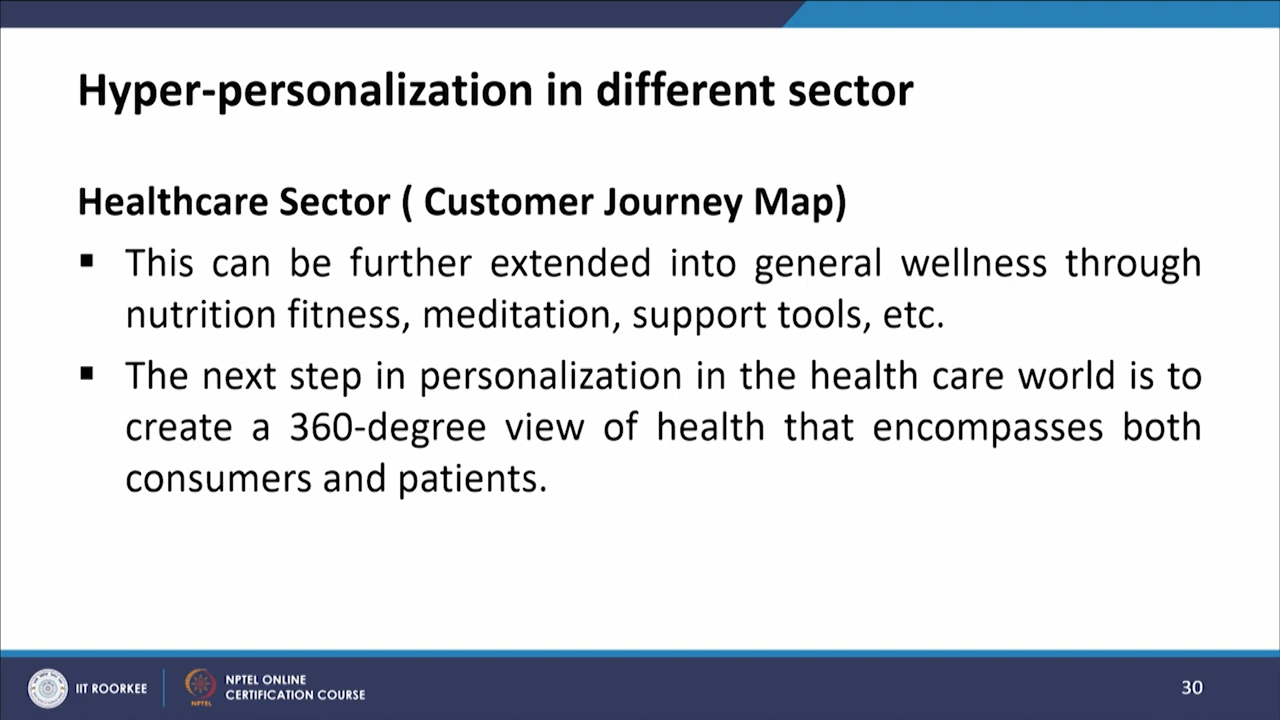 Hyper-personalization in different sector
Healthcare Sector ( Customer Journey Map)
▪ This can be further extended into general wellness through
nutrition fitness, meditation, support tools, etc.
▪ The next step in personalization in the health care world is to
create a 360-degree view of health that encompasses both
consumers and patients.
IIT ROORKEE
NPTEL
NPTEL ONLINE
CERTIFICATION COURSE
30